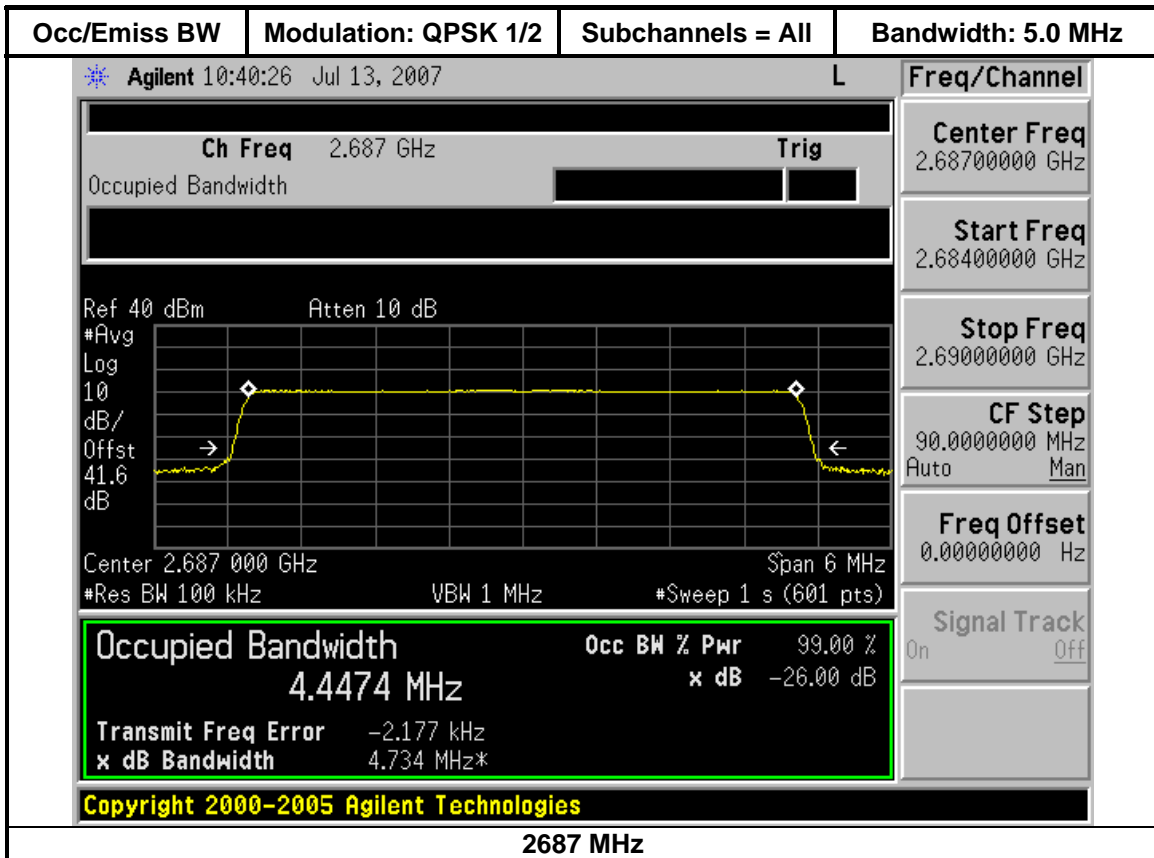 Occ/Emiss BW Modulation: QPSK 1/2 Subchannels = All Bandwidth: 5.0 MHz
Agilent 10:40:26 Jul 13, 2007 L Freq/Channel
Ch Freq 2.687 GHz Trig
Occupied Bandwidth
Center Freq
2.68700000 GHz
Start Freq
2.68400000 GHz
Stop Freq
2.69000000 GHz
CF Step
90.0000000 MHz
Auto Man
Freq Offset
0.00000000 Hz
Signal Track
On Off
Ref 40 dBm Atten 10 dB
#Avg
Log
10
dB/
Offst
41.6
dB
Center 2.687 000 GHz Span 6 MHz
#Res BW 100 kHz VBW 1 MHz #Sweep 1 s (601 pts)
Occupied Bandwidth Occ BW % Pwr 99.00 %
4.4474 MHz x dB -26.00 dB
Transmit Freq Error -2.177 kHz
x dB Bandwidth 4.734 MHz*
Copyright 2000-2005 Agilent Technologies
2687 MHz